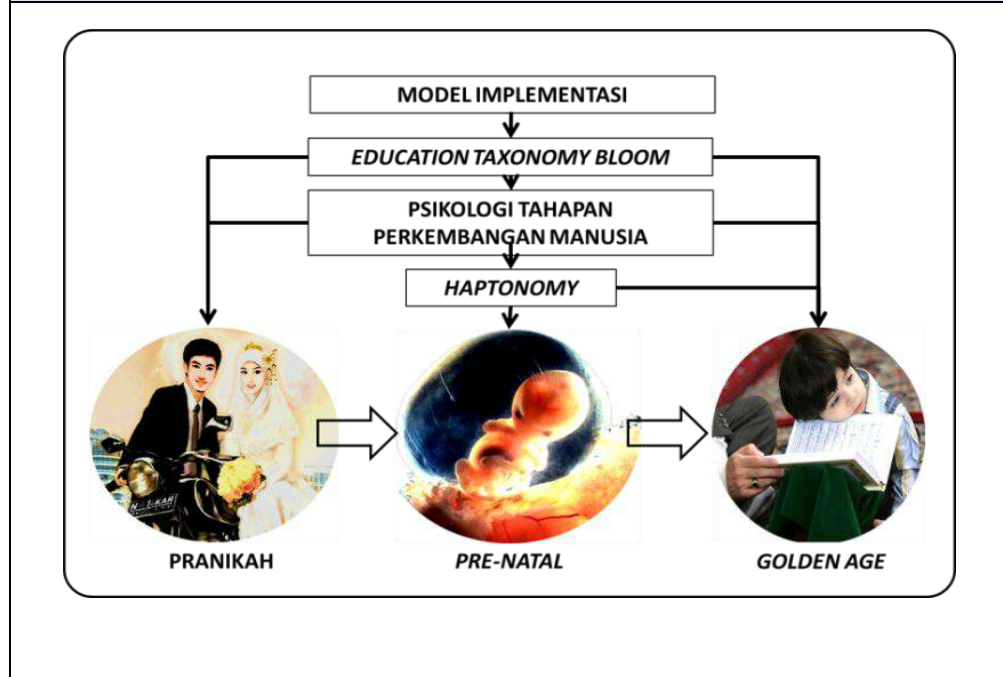 MODEL IMPLEMENTASI
EDUCATION TAXONOMY BLOOM
PSIKOLOGI TAHAPAN
PERKEMBANGAN MANUSIA
HAPTONOMY
PRANIKAH
PRE-NATAL
GOLDEN AGE